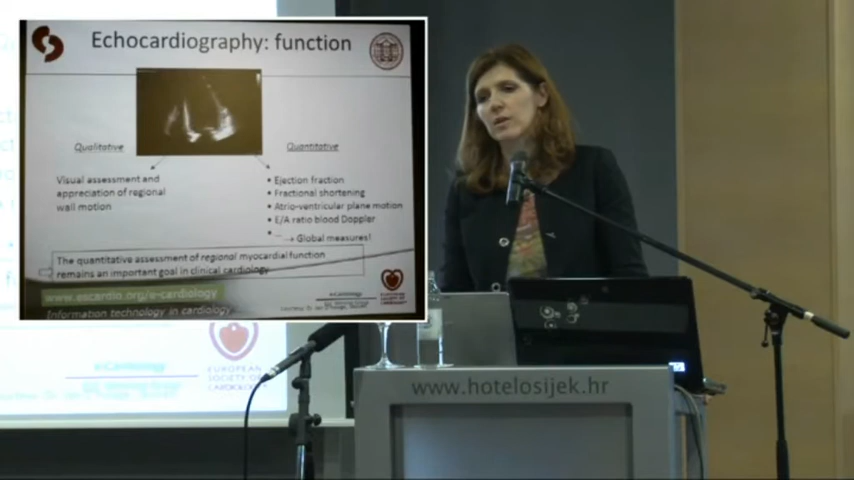 Echocardiography: function
Qualitative
Quantitative
Visual assessment and
appreciation of regional
wall motion
• Ejection fraction
• Fractional shortening
• Atrio-ventricular plane motion
• E/A ratio blood Doppler
• ... → Global measures!
The quantitative assessment of regional myocardial function
remains an important goal in clinical cardiology
www.escardio.org/e-cardiology
Information technology in cardiology
e-Cardiology
EUROPEAN
SOCIETY OF
CARDIOLOGY
www.hotelosijek.hr